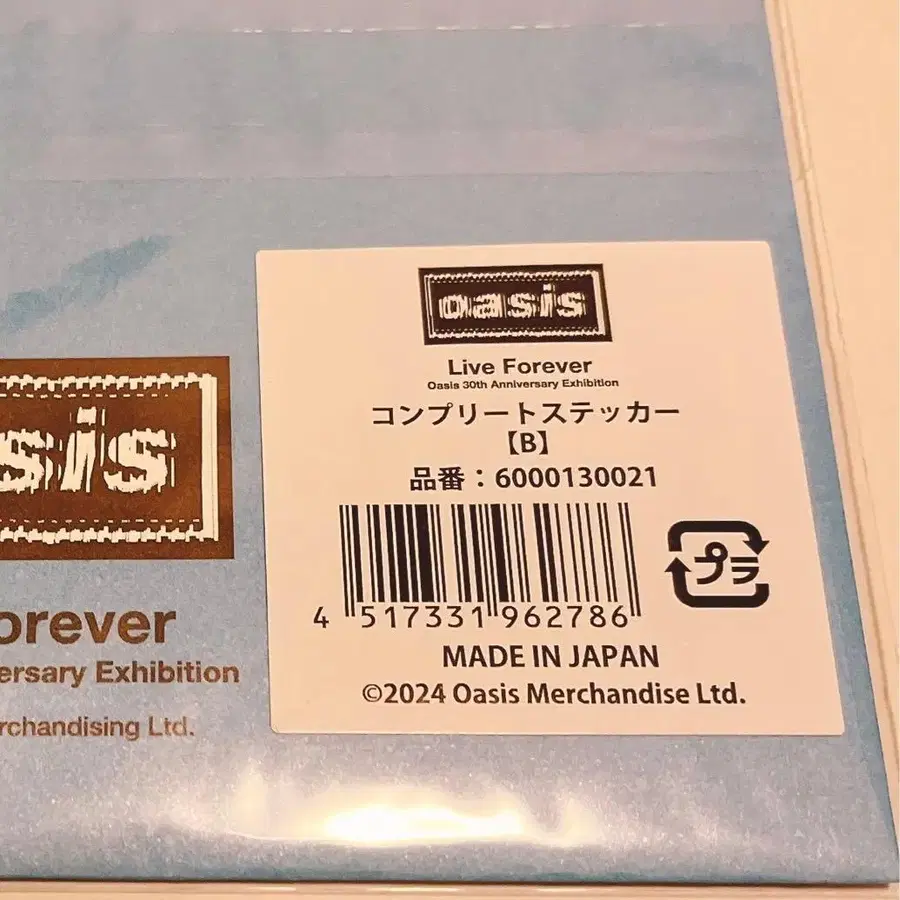 oasis
Live Forever
Oasis 30th Anniversary Exhibition
コンプリートステッカー
【B】
品番：6000130021
4 517331 962786
プラ
MADE IN JAPAN
©2024 Oasis Merchandise Ltd.
sis
orever
ersary Exhibition
rchandising Ltd.